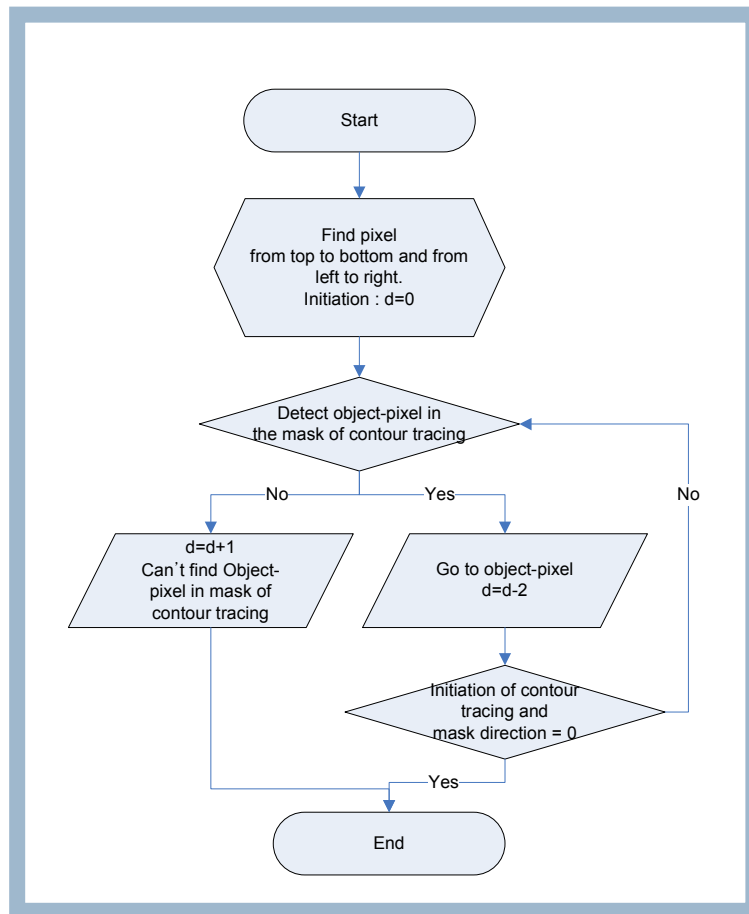 Start
Find pixel
from top to bottom and from
left to right.
Initiation : d=0
Detect object-pixel in
the mask of contour tracing
No
Yes
No
d=d+1
Can't find Object-
pixel in mask of
contour tracing
Go to object-pixel
d=d-2
Initiation of contour
tracing and
mask direction = 0
Yes
End